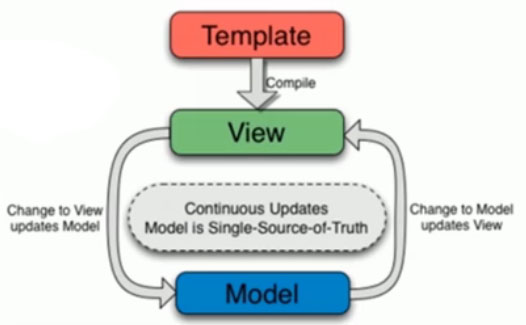 Template
Compile
View
Continuous Updates
Model is Single-Source-of-Truth
Change to View
updates Model
Change to Model
updates View
Model